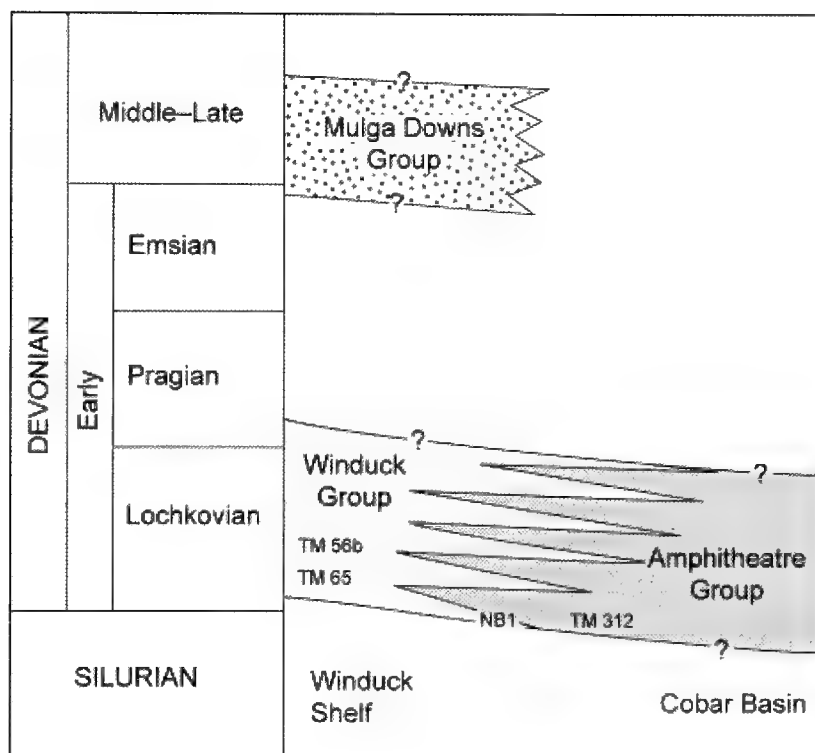 DEVONIAN
Early
Middle–Late
Emsian
Pragian
Lochkovian
SILURIAN
?
Mulga Downs
Group
?
?
Winduck
Group
?
TM 56b
TM 65
Amphitheatre
Group
NB1
TM 312
?
Winduck
Shelf
Cobar Basin